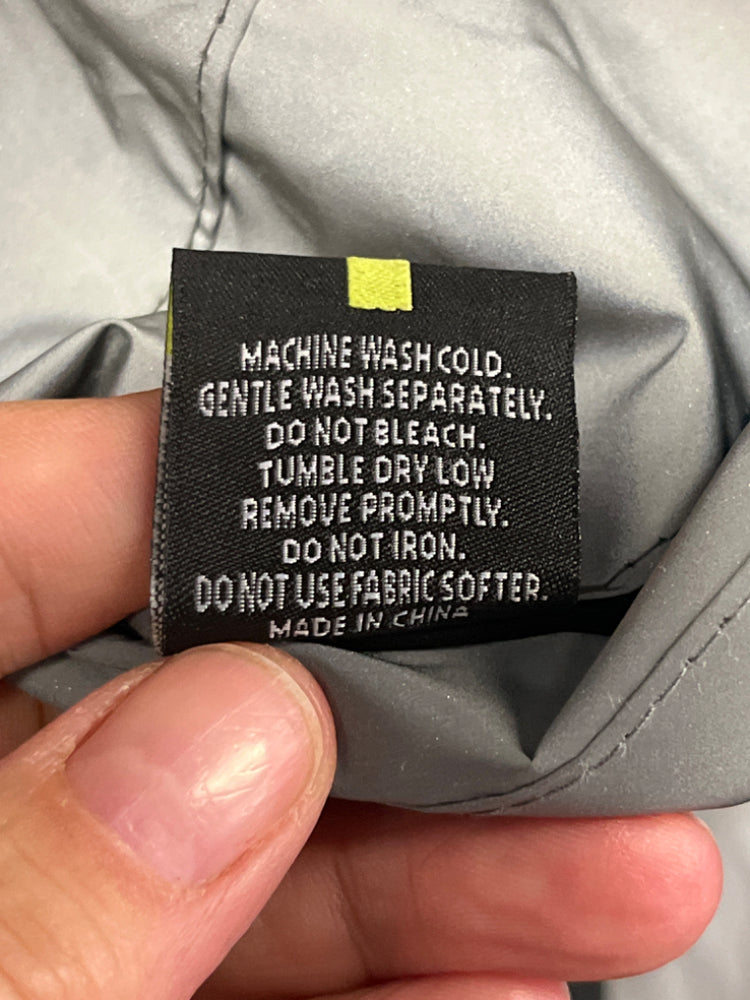 MACHINE WASH COLD.
GENTLE WASH SEPARATELY.
DO NOT BLEACH.
TUMBLE DRY LOW
REMOVE PROMPTLY.
DO NOT IRON.
DO NOT USE FABRIC SOFTER.
MADE IN CHINA